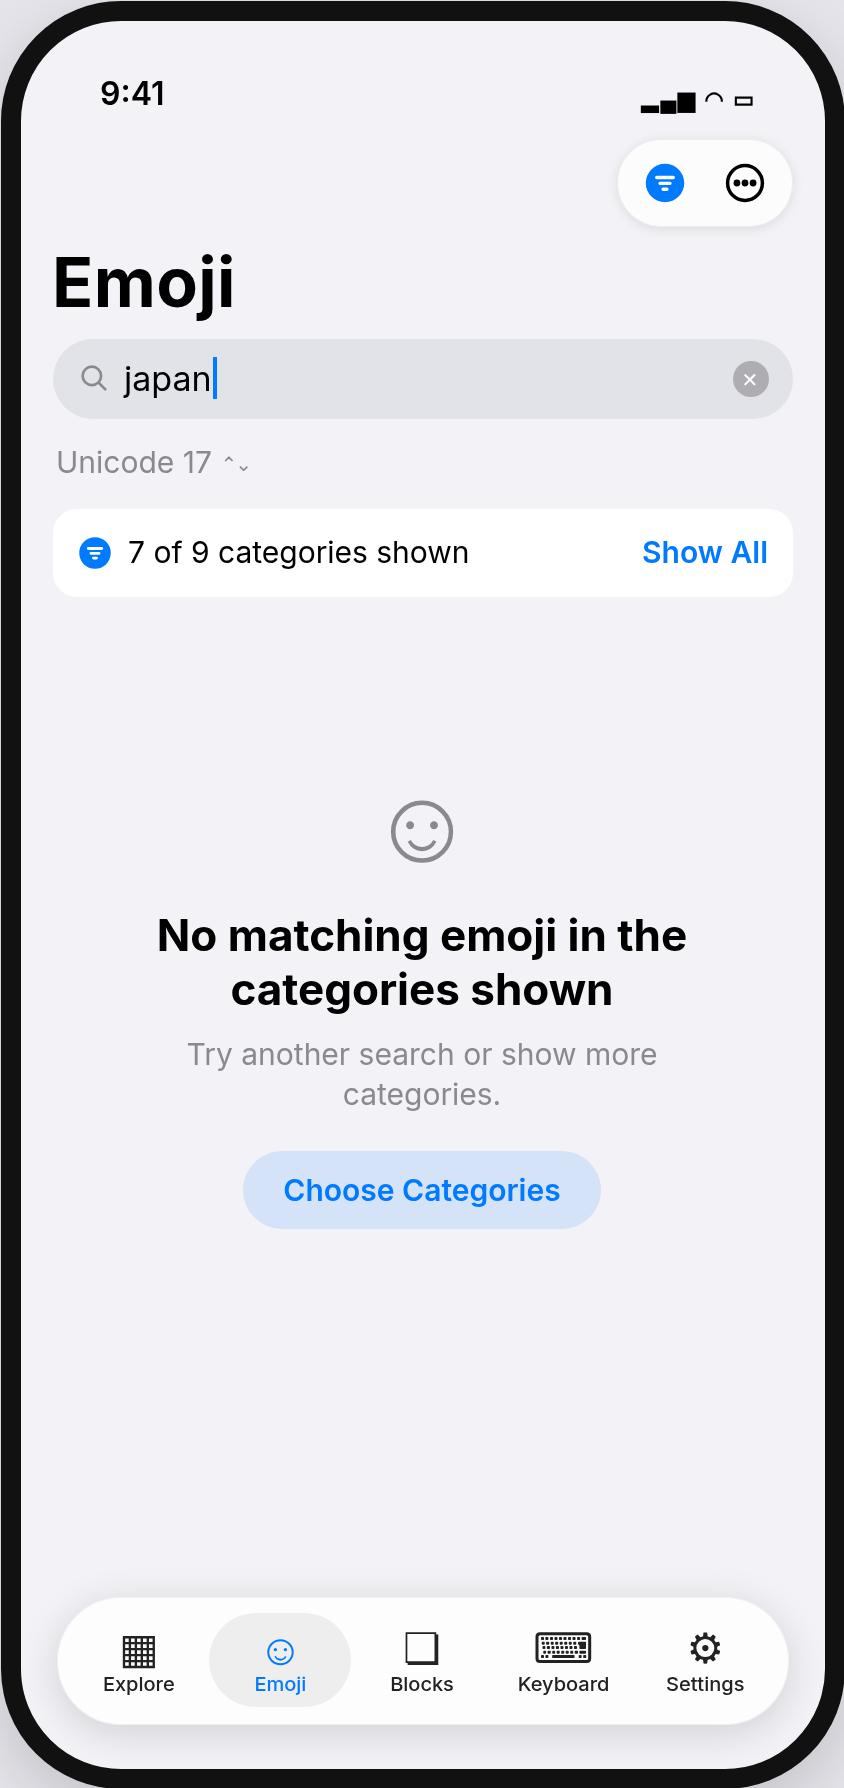 9:41
Emoji
japan
Unicode 17
7 of 9 categories shown
Show All
No matching emoji in the
categories shown
Try another search or show more
categories.
Choose Categories
Explore
Emoji
Blocks
Keyboard
Settings